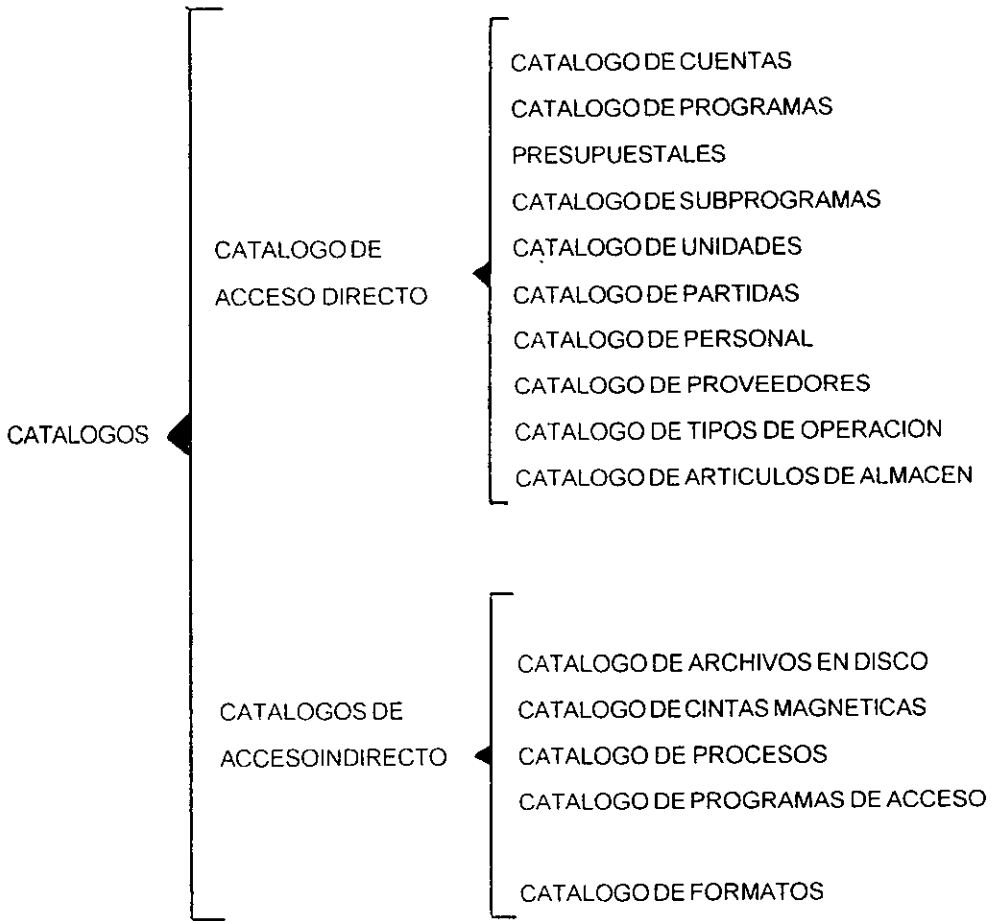 CATALOGOS
CATALOGO DE
ACCESO DIRECTO
CATALOGO DE CUENTAS
CATALOGO DE PROGRAMAS
PRESUPUESTALES
CATALOGO DE SUBPROGRAMAS
CATALOGO DE UNIDADES
CATALOGO DE PARTIDAS
CATALOGO DE PERSONAL
CATALOGO DE PROVEEDORES
CATALOGO DE TIPOS DE OPERACION
CATALOGO DE ARTICULOS DE ALMACEN
CATALOGOS DE
ACCESOINDIRECTO
CATALOGO DE ARCHIVOS EN DISCO
CATALOGO DE CINTAS MAGNETICAS
CATALOGO DE PROCESOS
CATALOGO DE PROGRAMAS DE ACCESO
CATALOGO DE FORMATOS